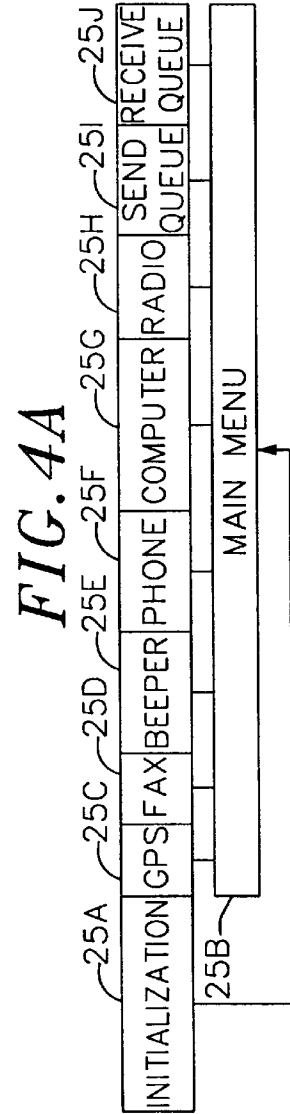 FIG. 4A
25A
25C
25D
25E
25F
25G
25H
25I
25J
INITIALIZATION
GPS
FAX
BEEPER
PHONE
COMPUTER
RADIO
SEND
QUEUE
RECEIVE
QUEUE
25B
MAIN MENU